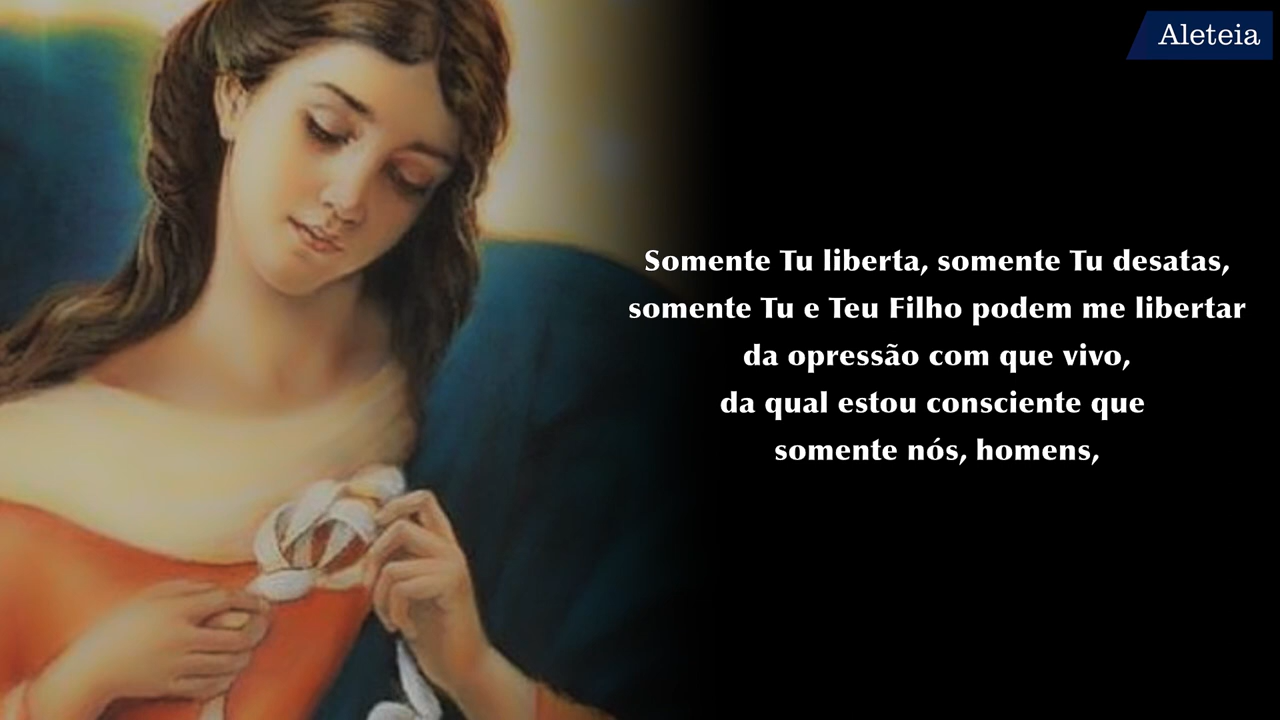 Aleteia
Somente Tu liberta, somente Tu desatas,
somente Tu e Teu Filho podem me libertar
da opressão com que vivo,
da qual estou consciente que
somente nós, homens,